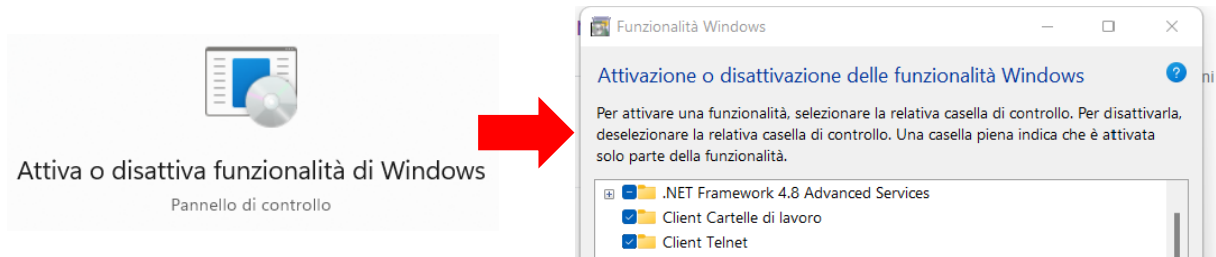 Attiva o disattiva funzionalità di Windows
Pannello di controllo
Funzionalità Windows
Attivazione o disattivazione delle funzionalità Windows
Per attivare una funzionalità, selezionare la relativa casella di controllo. Per disattivarla,
deselezionare la relativa casella di controllo. Una casella piena indica che è attivata
solo parte della funzionalità.
.NET Framework 4.8 Advanced Services
Client Cartelle di lavoro
Client Telnet